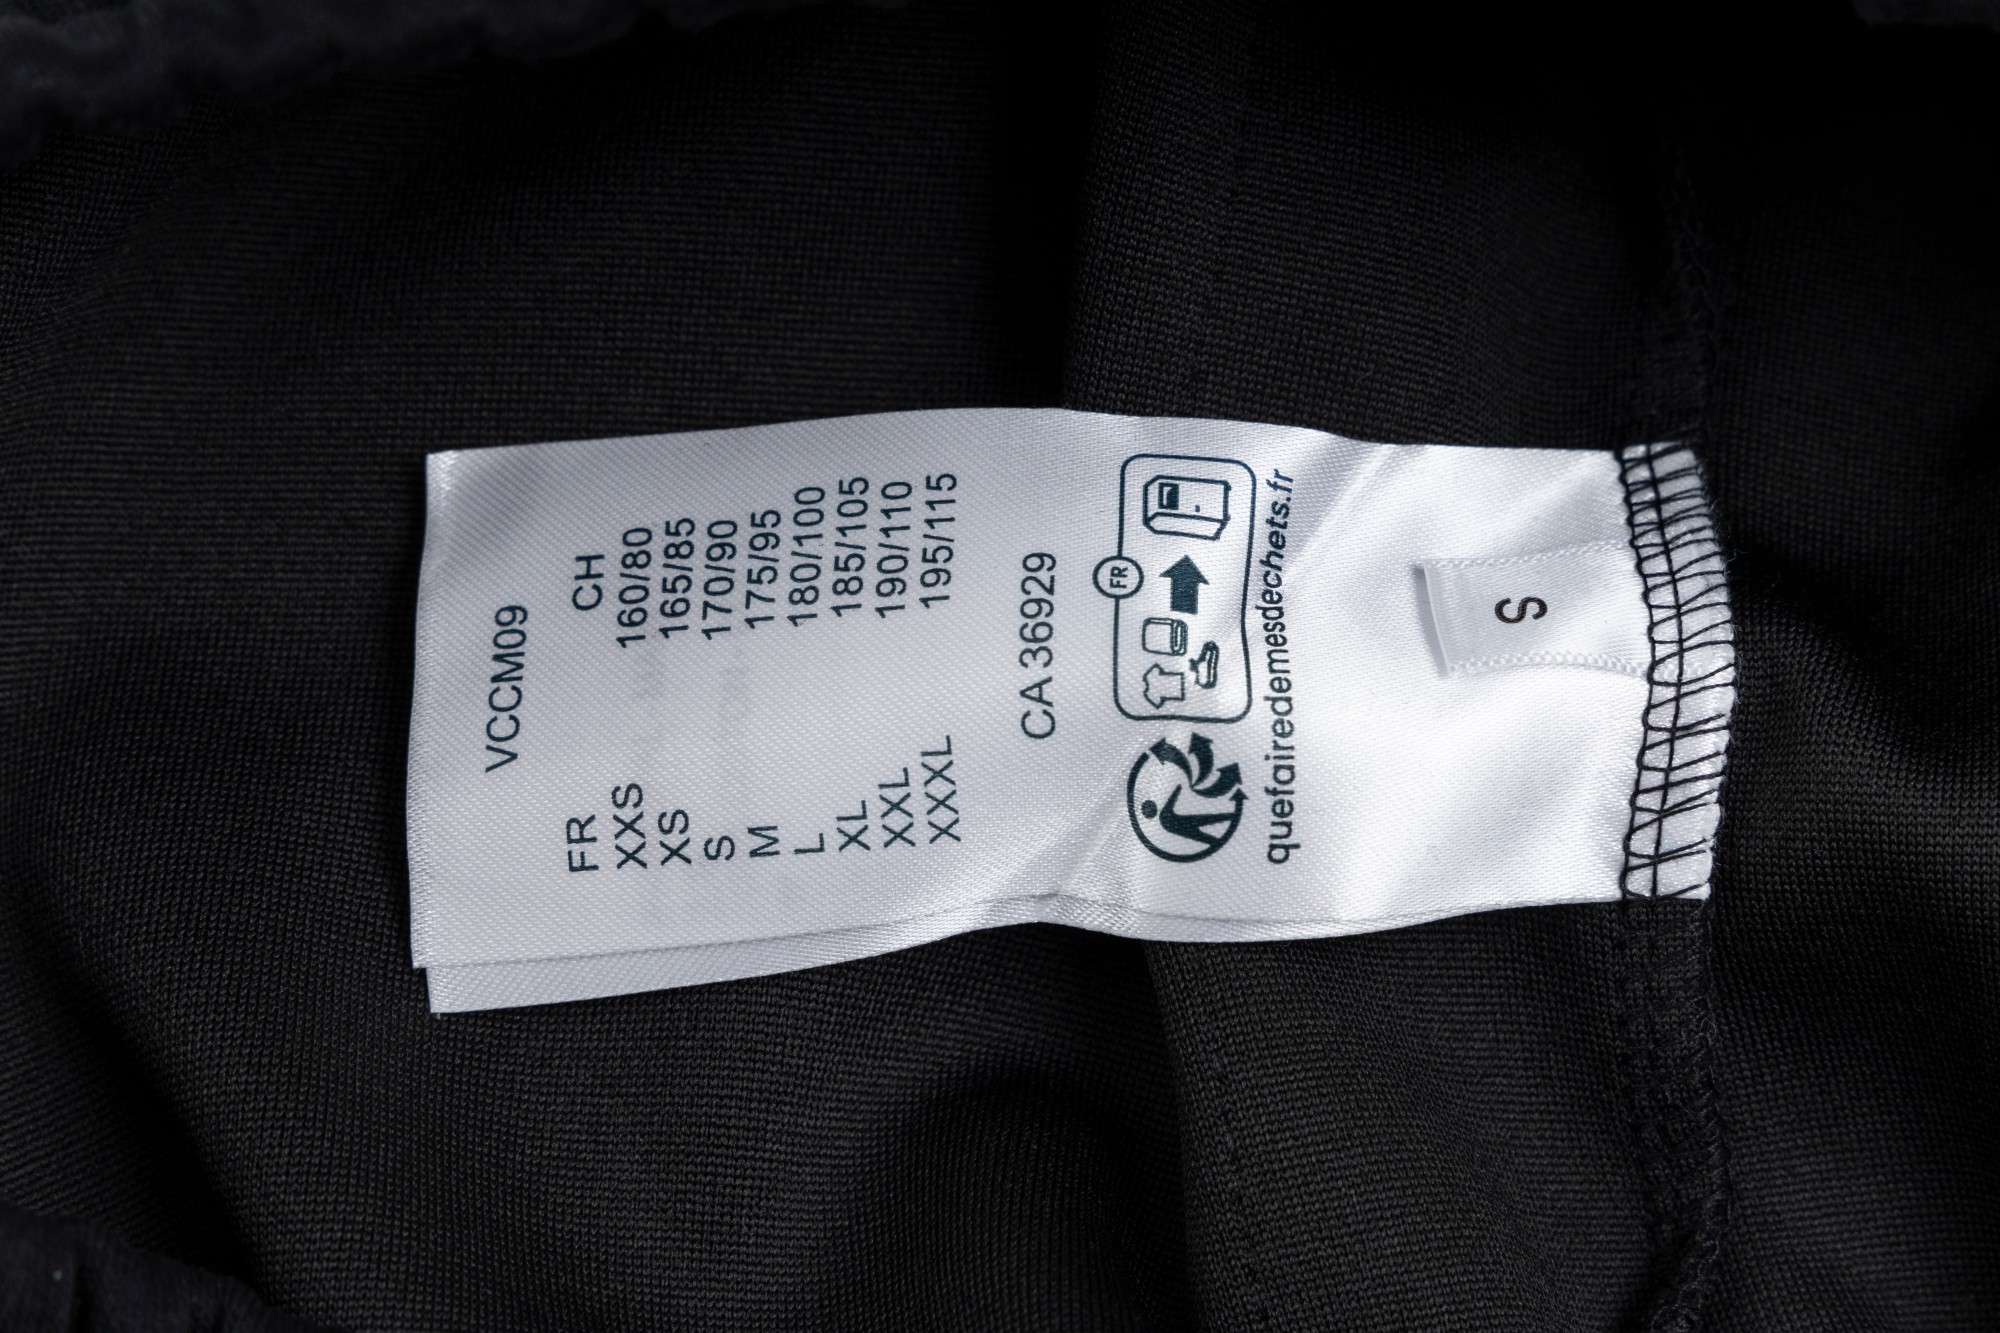 VCCM09
FR CH
XXS 160/80
XS 165/85
S 170/90
M 175/95
L 180/100
XL 185/105
XXL 190/110
XXXL 195/115
CA 36929
FR
quefairedemesdechets.fr
S